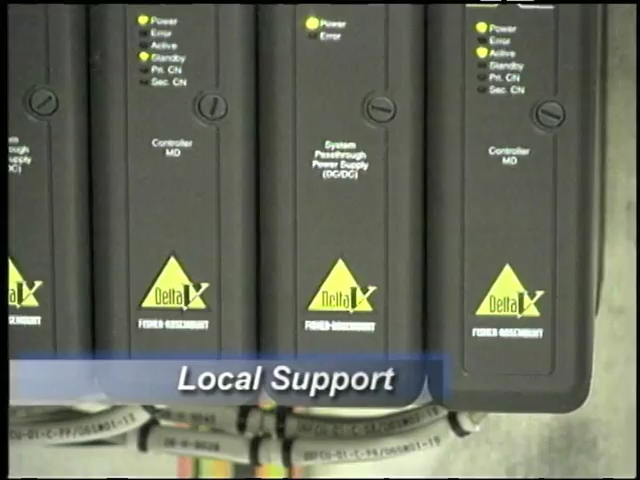 Power
Error
Active
Standby
Pri. CN
Sec. CN
Controller
MD
DeltaV
FISHER-ROSEMOUNT
Power
Error
System
Passthrough
Power Supply
(DC/DC)
DeltaV
FISHER-ROSEMOUNT
Power
Error
Active
Standby
Pri. CN
Sec. CN
Controller
MD
DeltaV
FISHER-ROSEMOUNT
Local Support